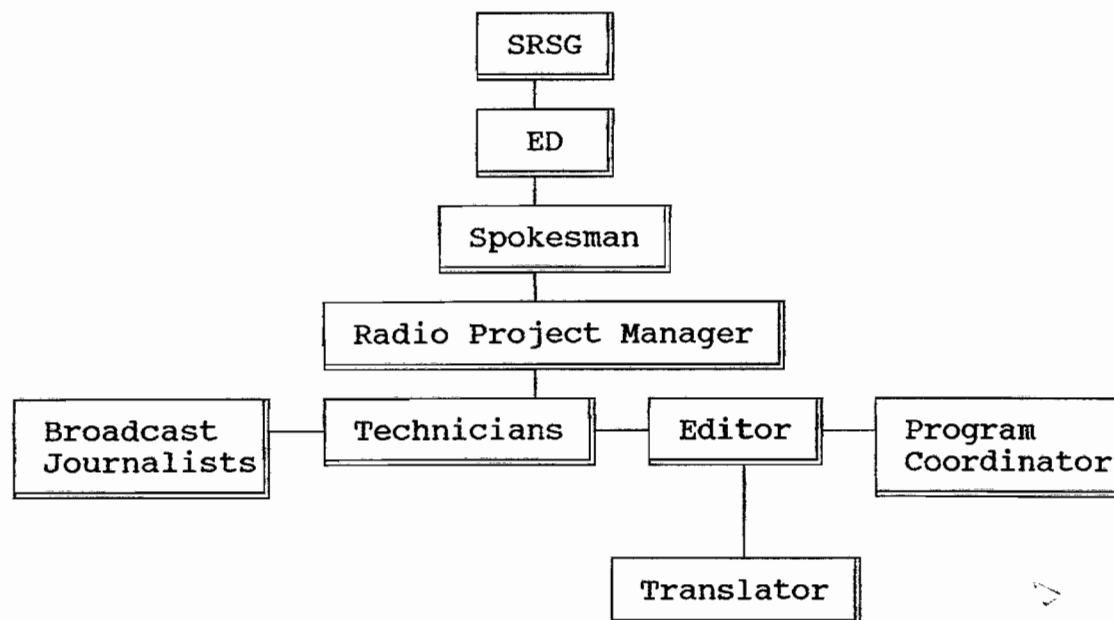 SRSG
ED
Spokesman
Radio Project Manager
Broadcast
Journalists
Technicians
Editor
Program
Coordinator
Translator